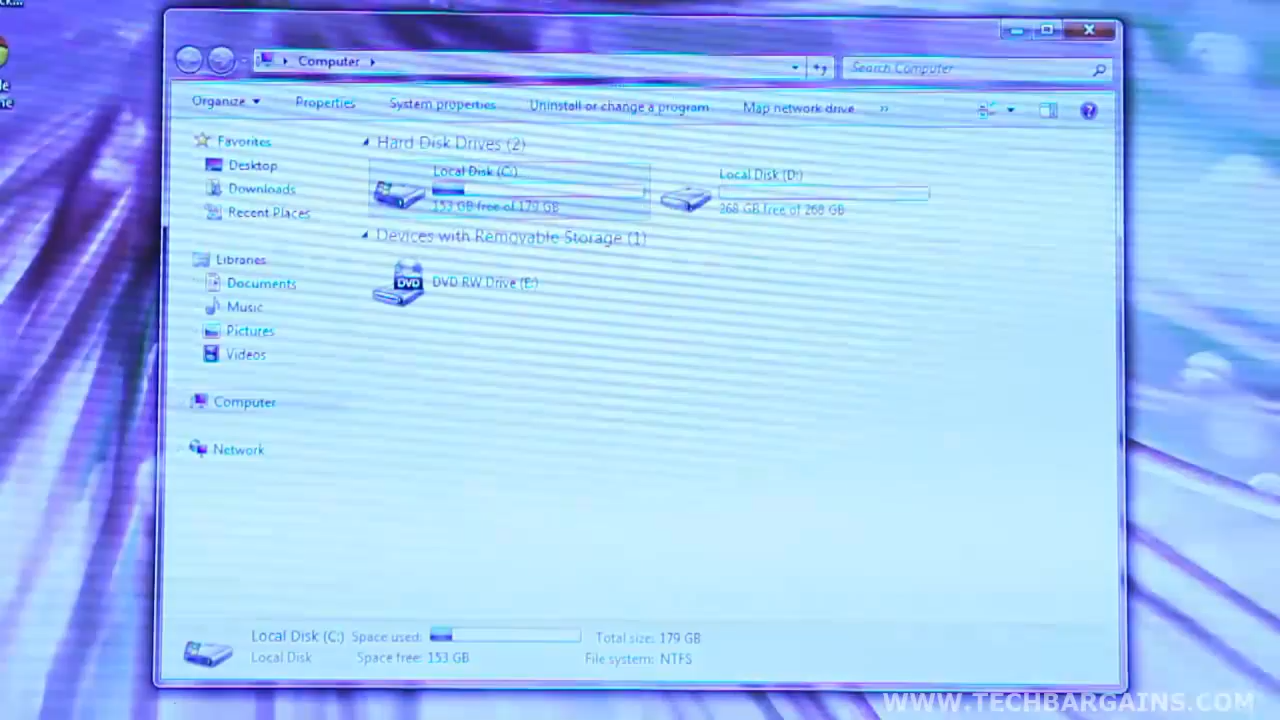 Computer
Search Computer
Organize
Properties
System properties
Uninstall or change a program
Map network drive
»
Favorites
Desktop
Downloads
Recent Places
Libraries
Documents
Music
Pictures
Videos
Computer
Network
Hard Disk Drives (2)
Local Disk (C:)
153 GB free of 179 GB
Local Disk (D:)
268 GB free of 268 GB
Devices with Removable Storage (1)
DVD
DVD RW Drive (E:)
Local Disk (C:) Space used:
Total size: 179 GB
Local Disk
Space free: 153 GB
File system: NTFS
WWW.TECHBARGAINS.COM